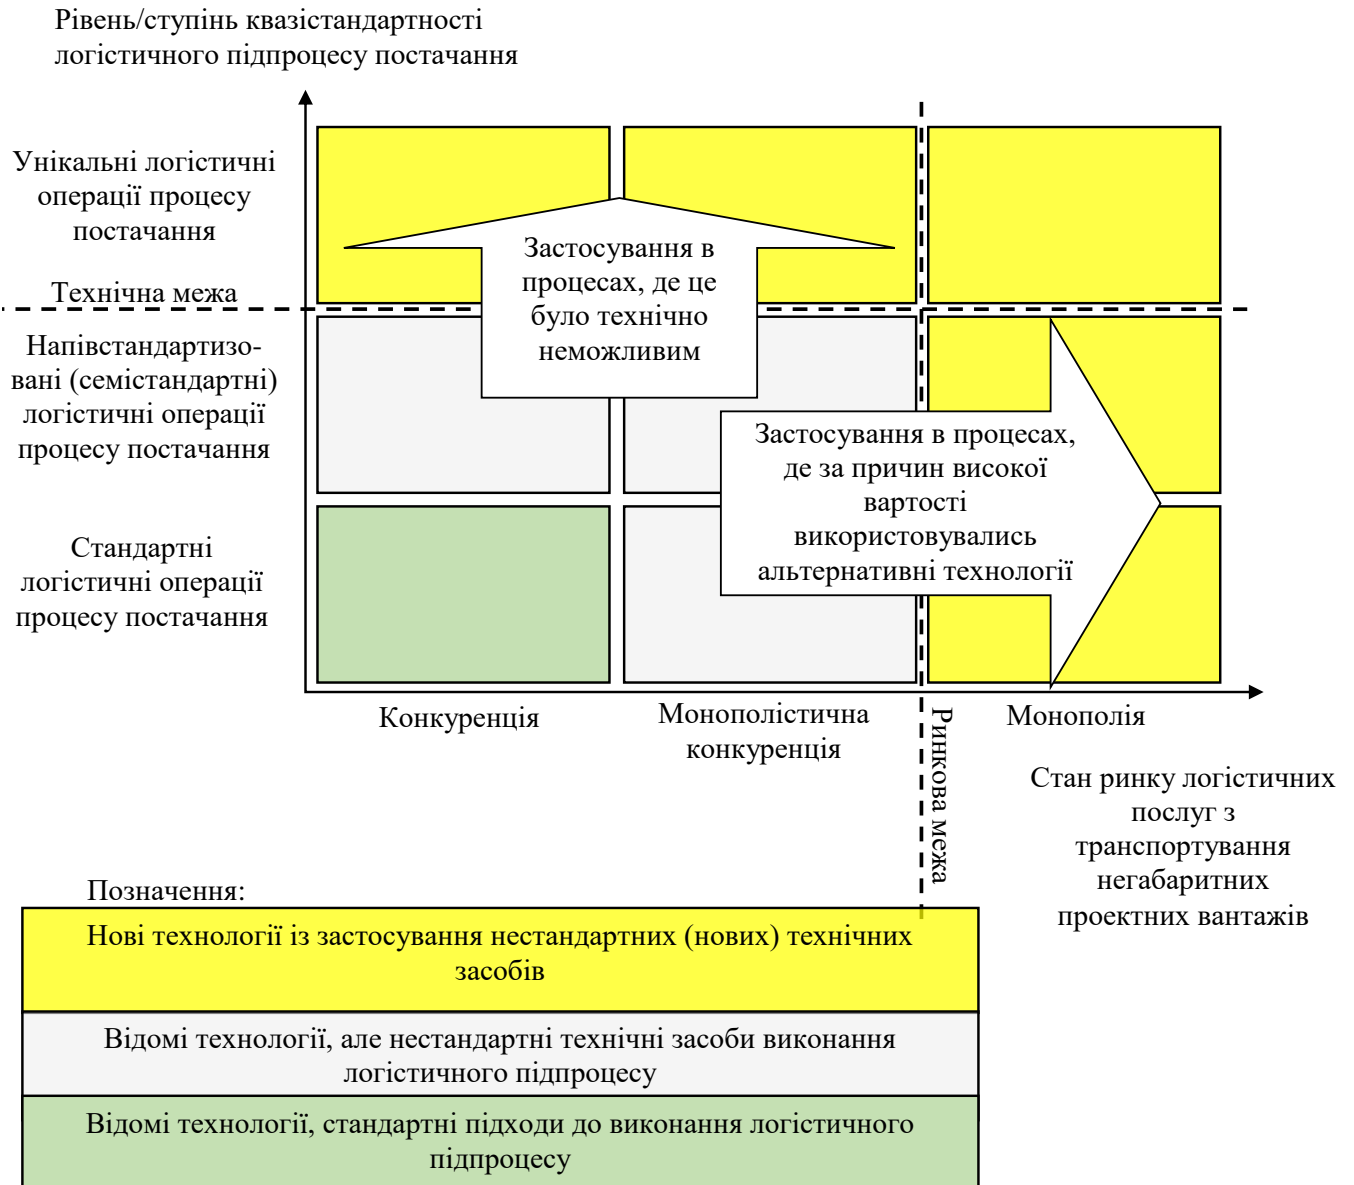 Рівень/ступінь квазістандартності
логістичного підпроцесу постачання
Унікальні логістичні
операції процесу
постачання
Технічна межа
Напівстандартизо-
вані (семістандартні)
логістичні операції
процесу постачання
Стандартні
логістичні операції
процесу постачання
Застосування в
процесах, де це
було технічно
неможливим
Застосування в процесах,
де за причин високої
вартості
використовувались
альтернативні технології
Конкуренція
Монополістична
конкуренція
Ринкова межа
Монополія
Стан ринку логістичних
послуг з
транспортування
негабаритних
проектних вантажів
Позначення:
Нові технології із застосування нестандартних (нових) технічних
засобів
Відомі технології, але нестандартні технічні засоби виконання
логістичного підпроцесу
Відомі технології, стандартні підходи до виконання логістичного
підпроцесу